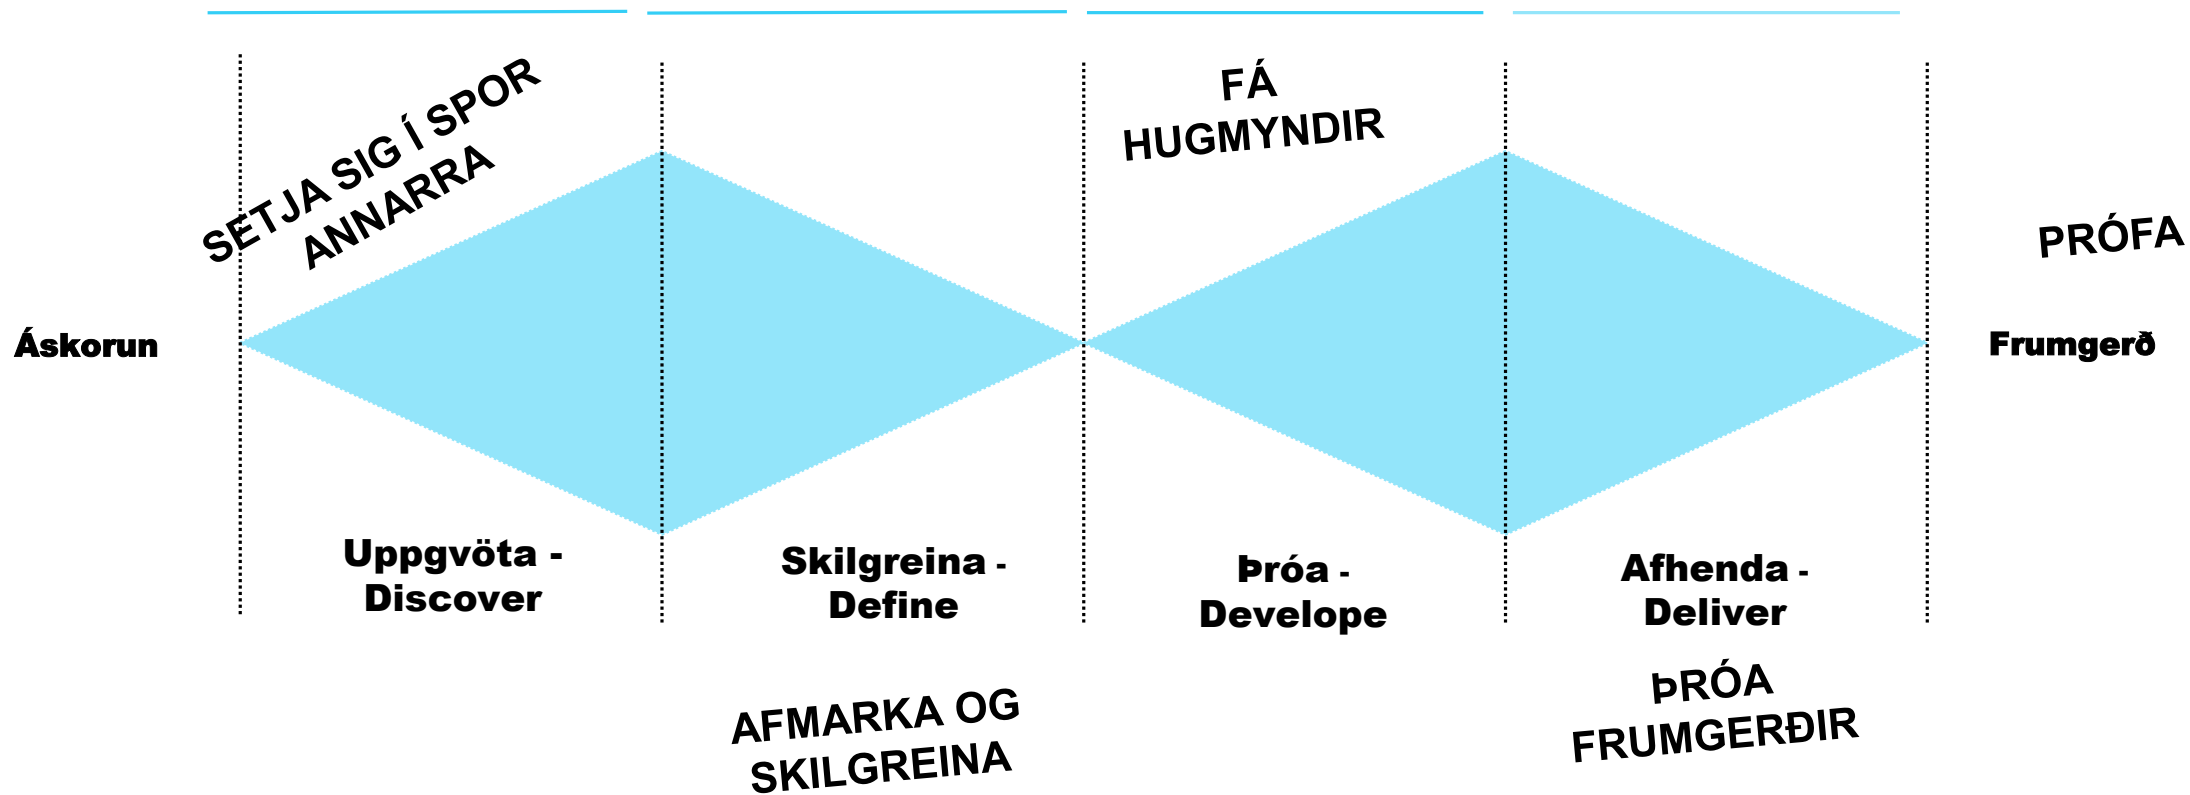 SETJA SIG Í SPOR
ANNARRA
FÁ
HUGMYNDIR
PRÓFA
Áskorun
Frumgerð
Uppgvöta -
Discover
Skilgreina -
Define
Þróa -
Develope
Afhenda -
Deliver
AFMARKA OG
SKILGREINA
ÞRÓA
FRUMGERÐIR